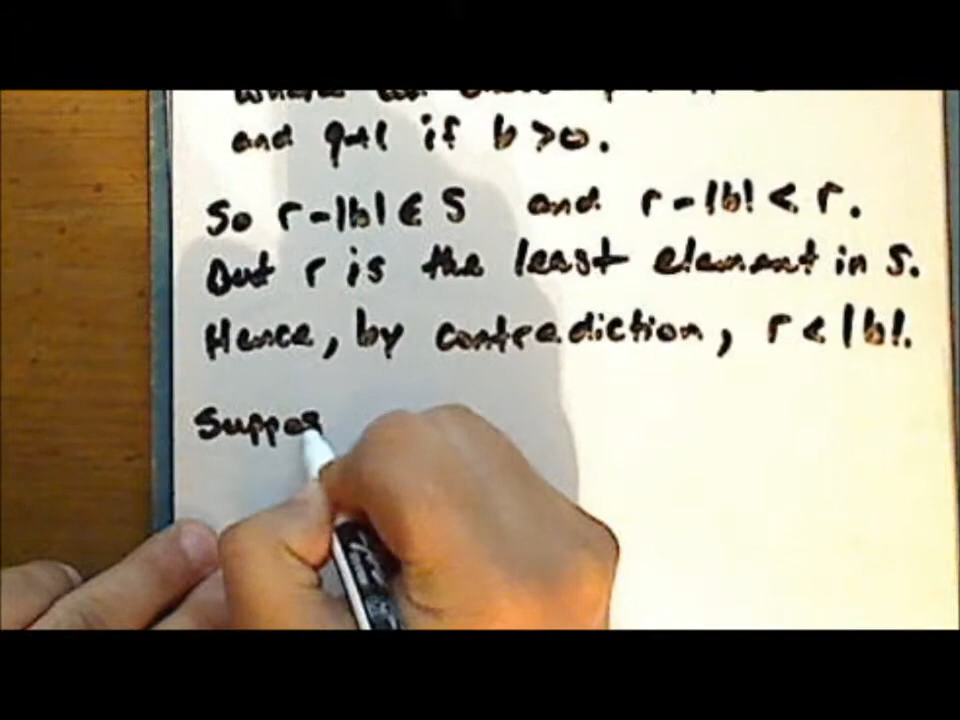 and q+1 if b > 0.
So r - |b| ∈ S and r - |b| < r.
But r is the least element in S.
Hence, by contradiction, r < |b|.
Suppos